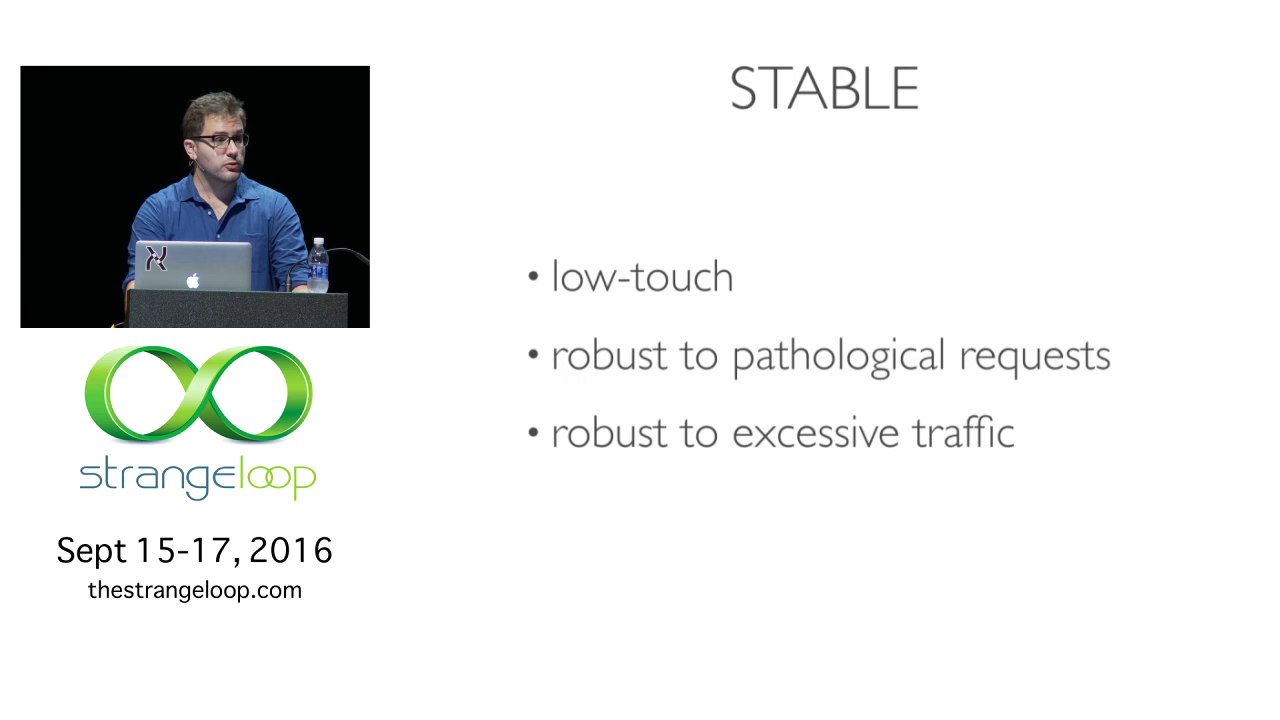 STABLE
• low-touch
• robust to pathological requests
• robust to excessive traffic
strangeloop
Sept 15-17, 2016
thestrangeloop.com